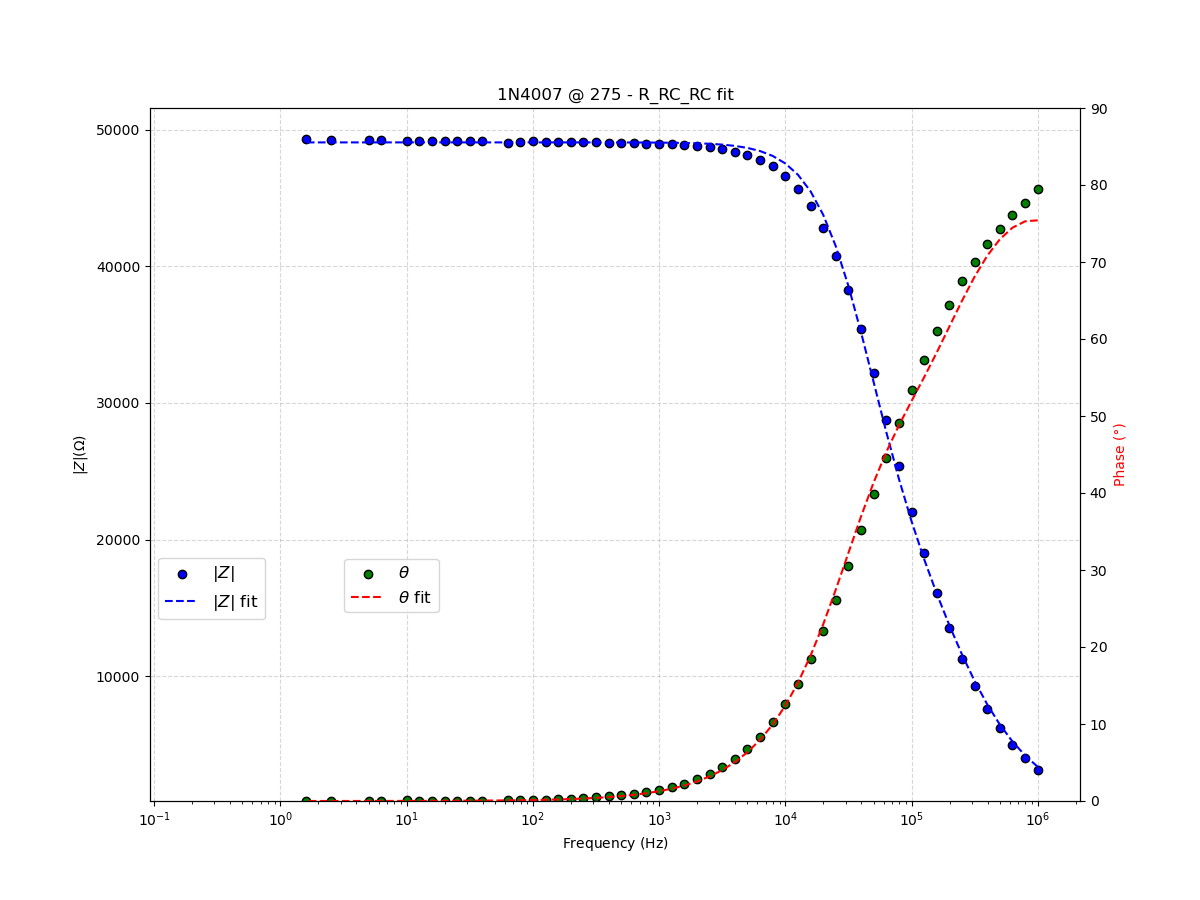 1N4007 @ 275 - R_RC_RC fit
50000
40000
30000
20000
10000
|Z|(Ω)
90
80
70
60
50
40
30
20
10
0
Phase (°)
|Z|
|Z| fit
θ
θ fit
10⁻¹ 10⁰ 10¹ 10² 10³ 10⁴ 10⁵ 10⁶
Frequency (Hz)